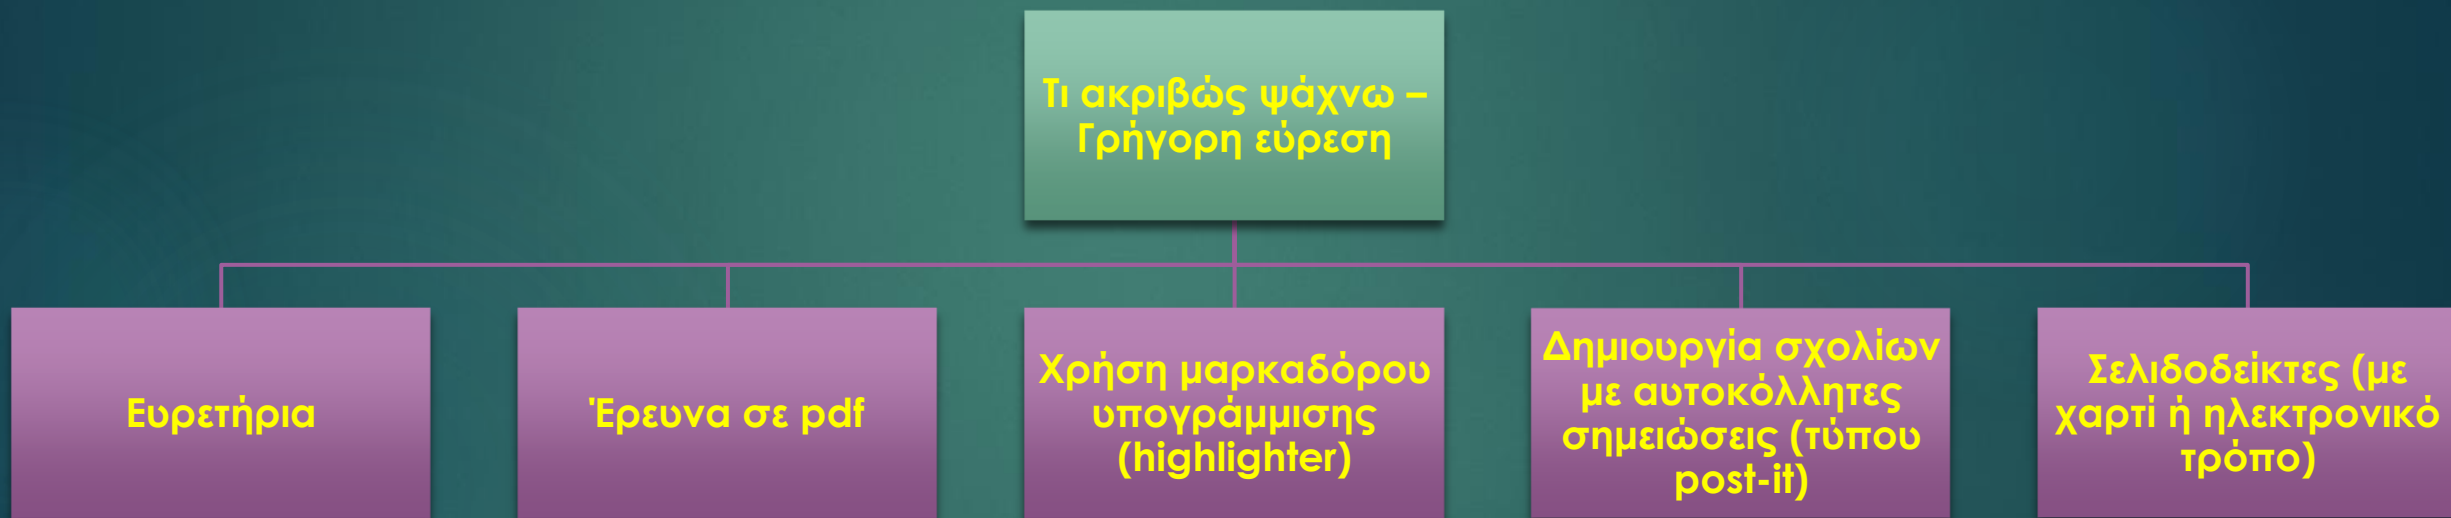 Τι ακριβώς ψάχνω –
Γρήγορη εύρεση
Ευρετήρια
Έρευνα σε pdf
Χρήση μαρκαδόρου
υπογράμμισης
(highlighter)
Δημιουργία σχολίων
με αυτοκόλλητες
σημειώσεις (τύπου
post-it)
Σελιδοδείκτες (με
χαρτί ή ηλεκτρονικό
τρόπο)